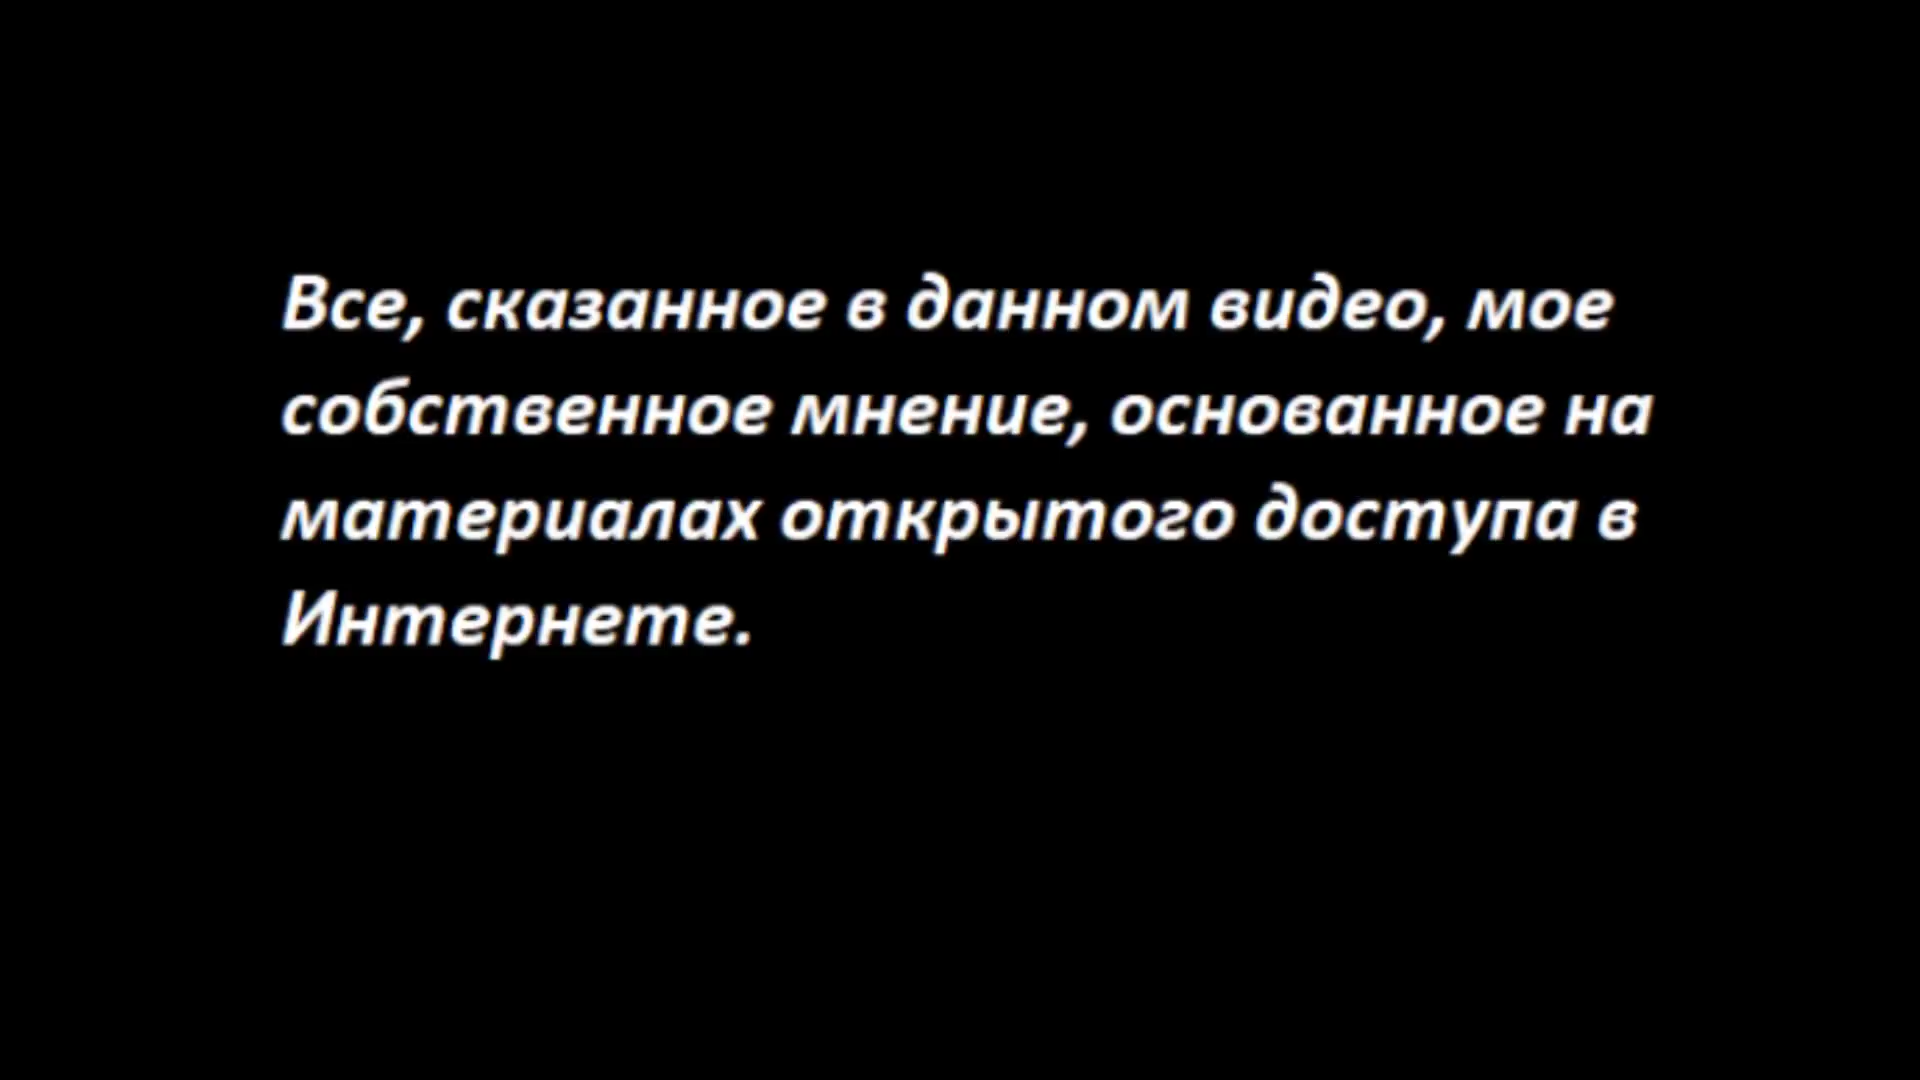 Все, сказанное в данном видео, мое
собственное мнение, основанное на
материалах открытого доступа в
Интернете.